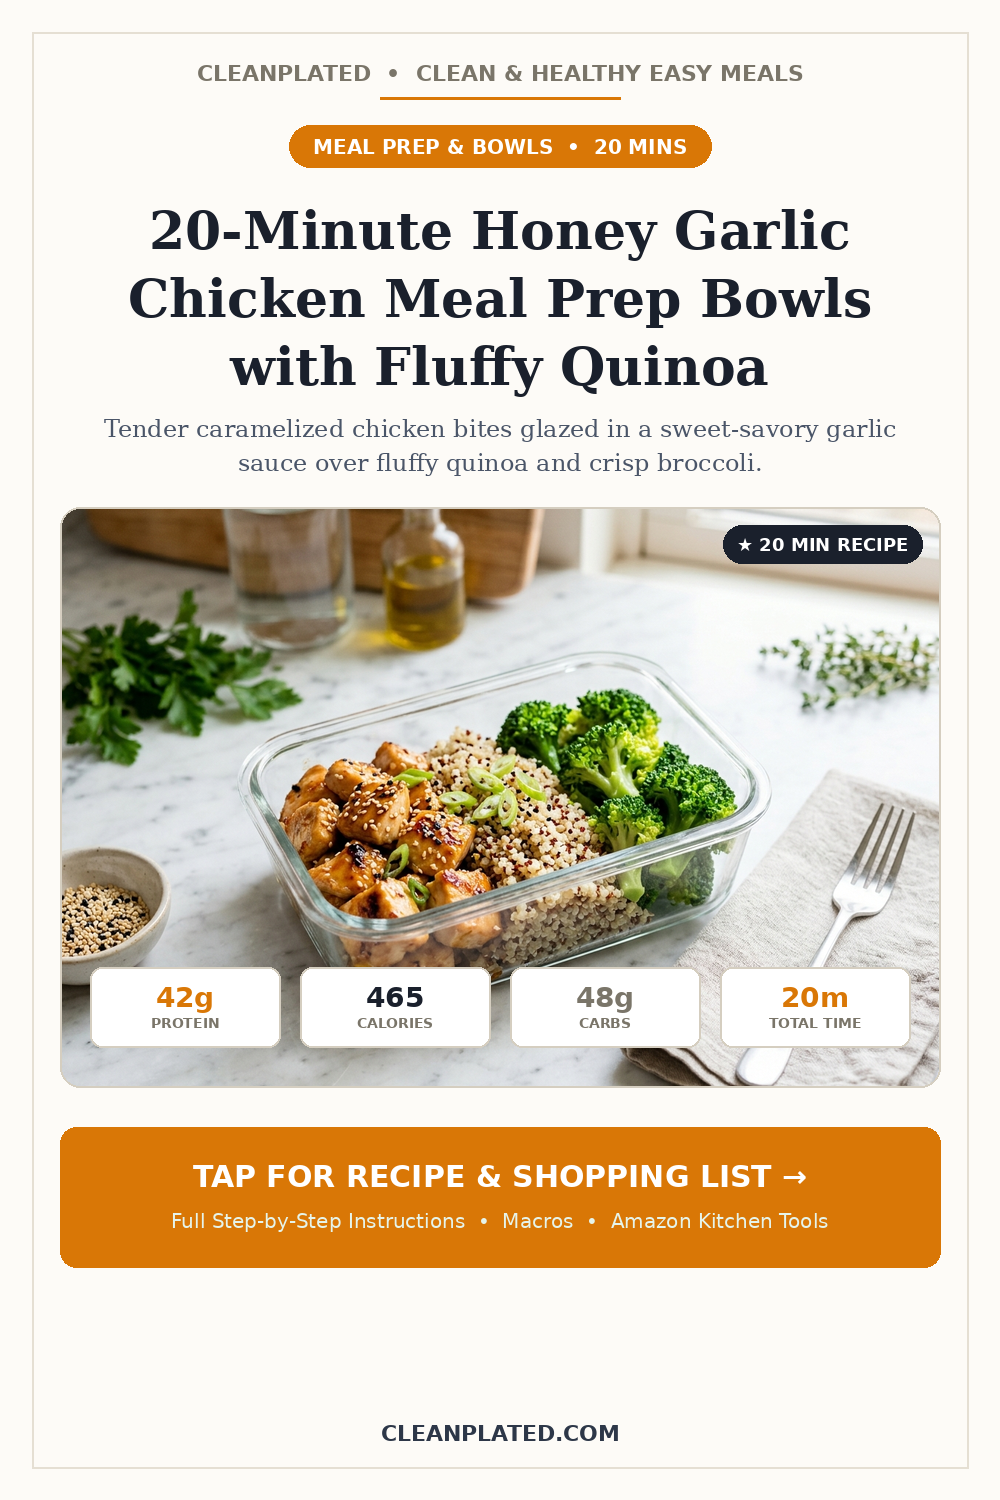 CLEANPLATED • CLEAN & HEALTHY EASY MEALS
MEAL PREP & BOWLS • 20 MINS
20-Minute Honey Garlic
Chicken Meal Prep Bowls
with Fluffy Quinoa
Tender caramelized chicken bites glazed in a sweet-savory garlic
sauce over fluffy quinoa and crisp broccoli.
★ 20 MIN RECIPE
42g
PROTEIN
465
CALORIES
48g
CARBS
20m
TOTAL TIME
TAP FOR RECIPE & SHOPPING LIST →
Full Step-by-Step Instructions • Macros • Amazon Kitchen Tools
CLEANPLATED.COM